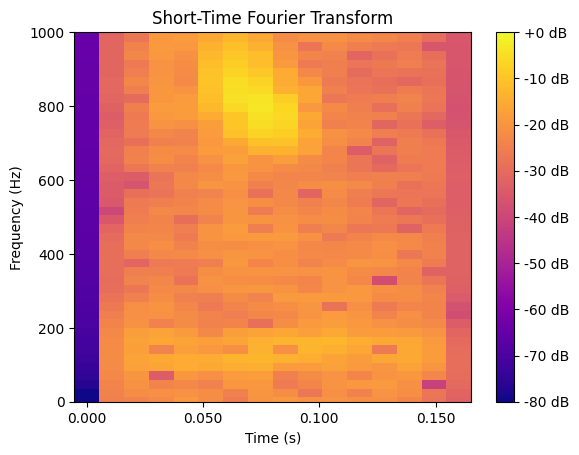 Short-Time Fourier Transform
Frequency (Hz)
1000
800
600
400
200
0
0.000
0.050
0.100
0.150
Time (s)
+0 dB
-10 dB
-20 dB
-30 dB
-40 dB
-50 dB
-60 dB
-70 dB
-80 dB